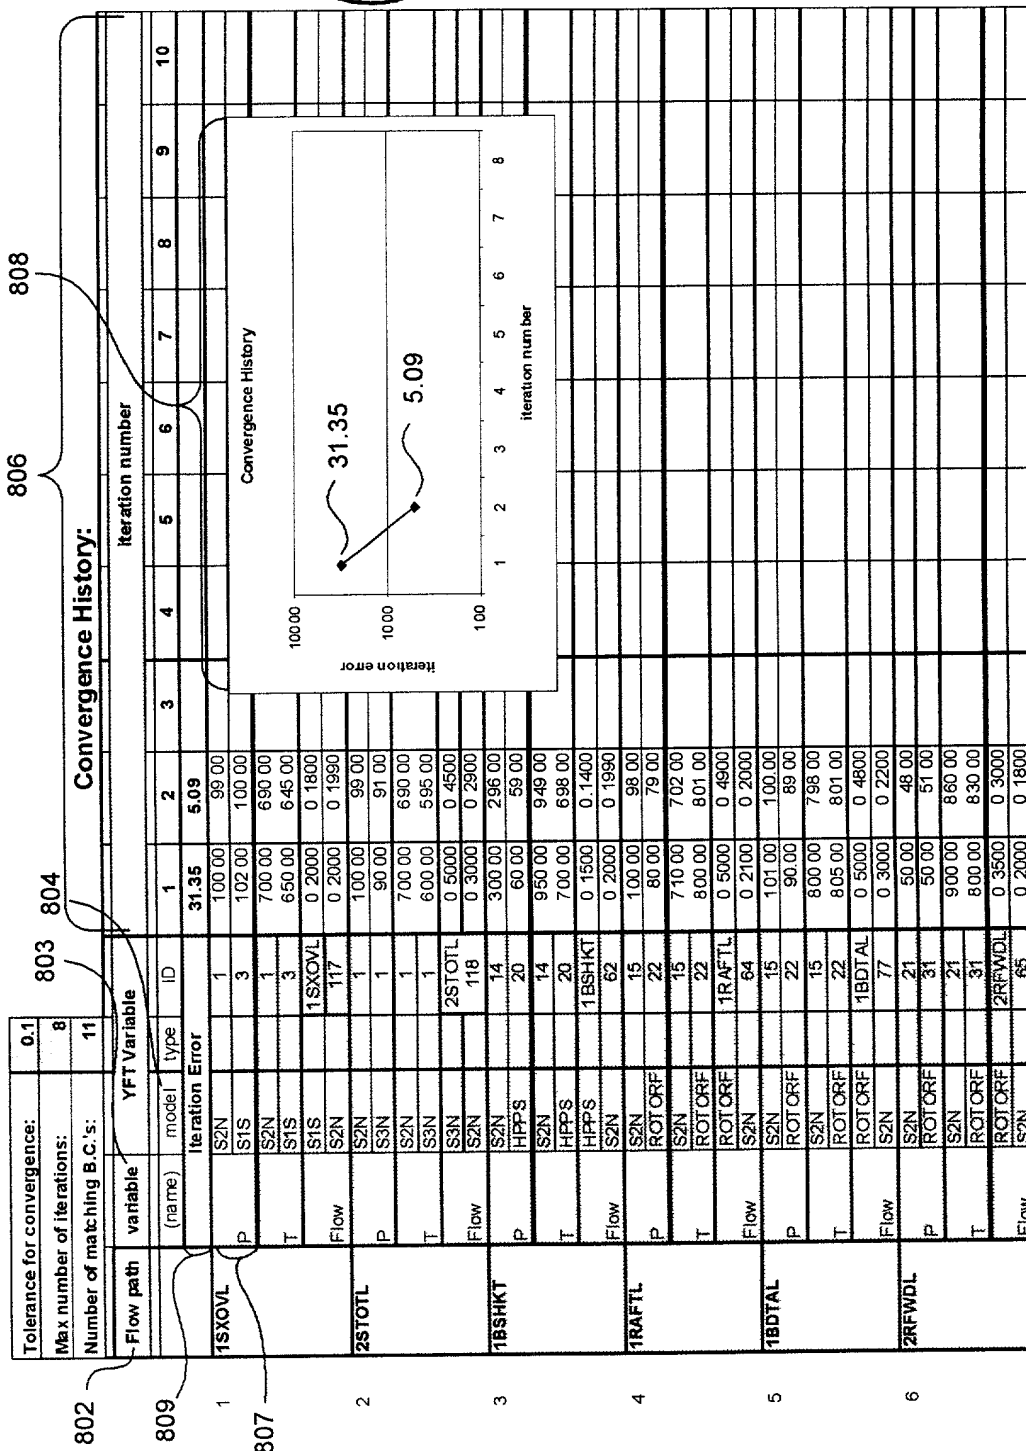 Tolerance for convergence: 0.1
Max number of iterations: 8
Number of matching B.C.'s: 11
Convergence History:
802 803 804 806 808
Flow path variable YFT Variable iteration number
(name) model type ID 1 2 3 4 5 6 7 8 9 10
809 Iteration Error 31.35 5.09
807
1 1SXOVL
P S2N 1 100 00 99 00
S1S 3 102 00 100 00
T S2N 1 700 00 690 00
S1S 3 650 00 645 00
Flow S1S 1SXOVL 0 2000 0 1800
S2N 117 0 2000 0 1990
2 2STOTL
P S2N 1 100 00 99 00
S3N 1 90 00 91 00
T S2N 1 700 00 690 00
S3N 1 600 00 595 00
Flow S3N 2STOTL 0 5000 0 4500
S2N 118 0 3000 0 2900
3 1BSHKT
P S2N 14 300 00 296 00
HPPS 20 60 00 59 00
T S2N 14 950 00 949 00
HPPS 20 700 00 698 00
Flow HPPS 1BSHKT 0 1500 0.1400
S2N 62 0 2000 0 1990
4 1RAFTL
P S2N 15 100 00 98 00
ROTORF 22 80 00 79 00
T S2N 15 710 00 702 00
ROTORF 22 800 00 801 00
Flow ROTORF 1RAFTL 0 5000 0 4900
S2N 64 0 2100 0 2000
5 1BDTAL
P S2N 15 101 00 100.00
ROTORF 22 90.00 89 00
T S2N 15 800 00 798 00
ROTORF 22 805 00 801 00
Flow ROTORF 1BDTAL 0 5000 0 4800
S2N 77 0 3000 0 2200
6 2RFWDL
P S2N 21 50 00 48 00
ROTORF 31 50 00 51 00
T S2N 21 900 00 860 00
ROTORF 31 800 00 830 00
Flow ROTORF 2RFWDL 0 3500 0 3000
S2N 65 0 2000 0 1800
Convergence History
iteration error
100 00
10 00
1 00
31.35
5.09
1 2 3 4 5 6 7 8
iteration number